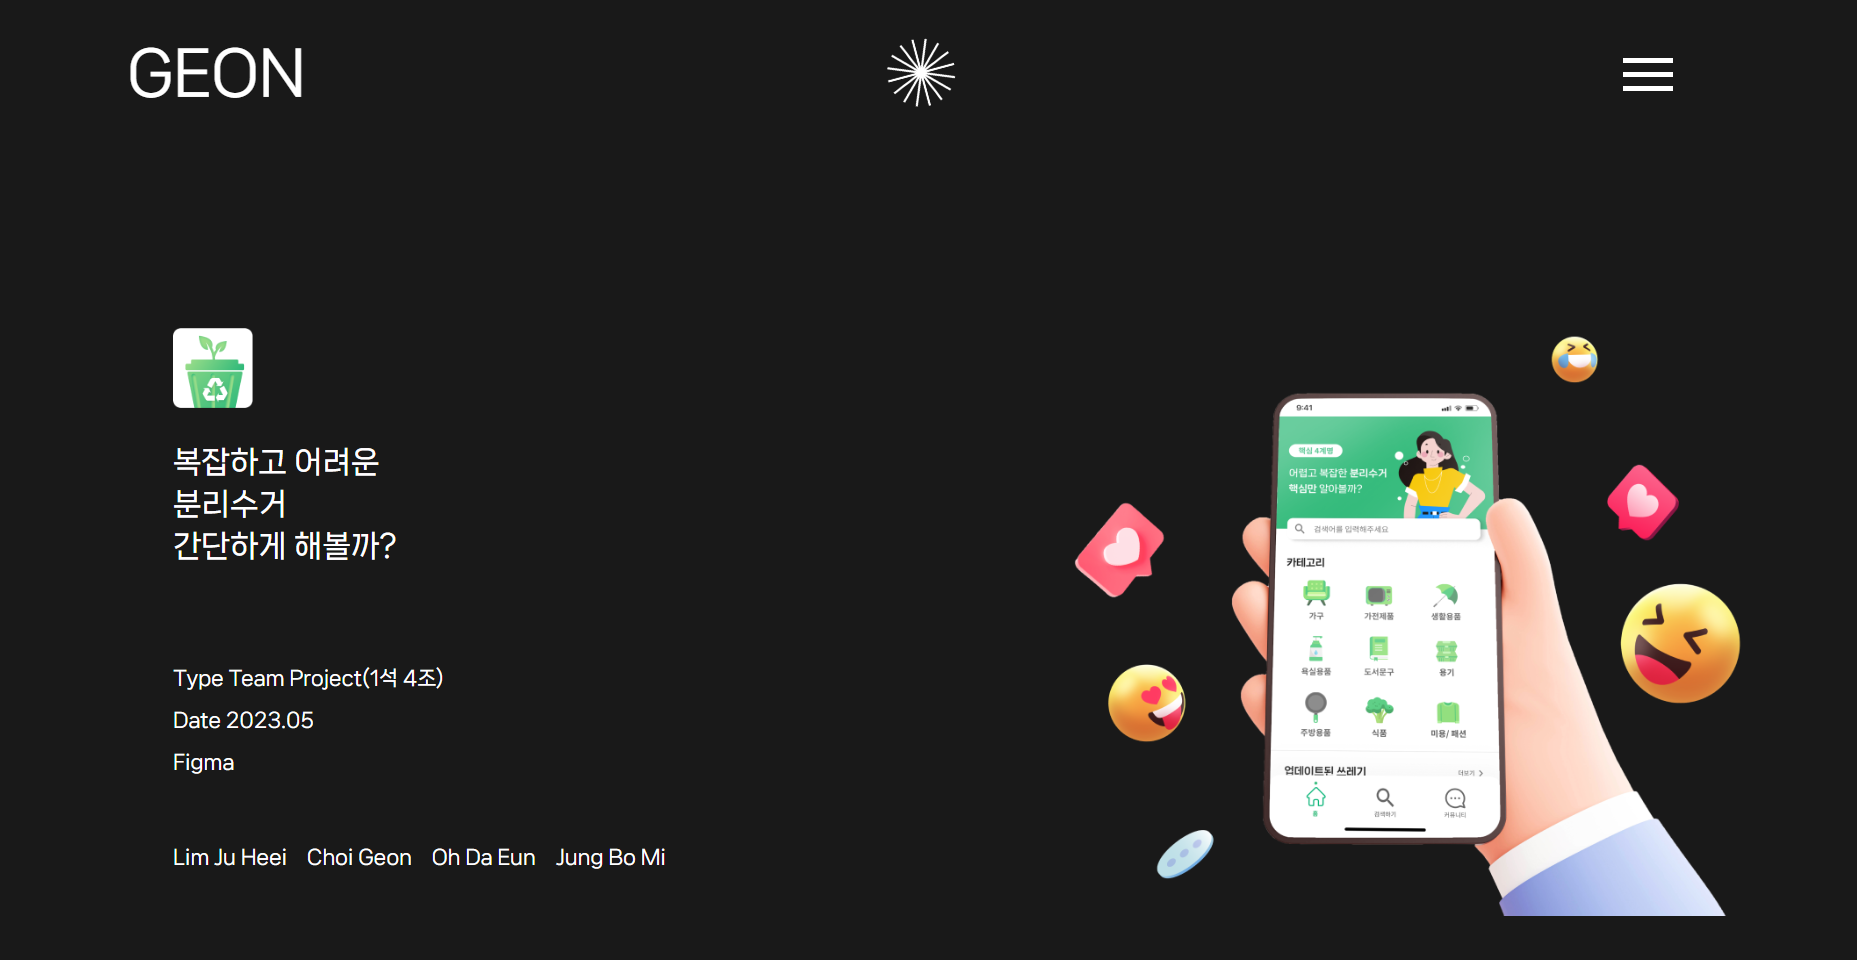 GEON
복잡하고 어려운
분리수거
간단하게 해볼까?
Type Team Project(1석 4조)
Date 2023.05
Figma
Lim Ju Heei Choi Geon Oh Da Eun Jung Bo Mi
9:41
핵심 4계명
어렵고 복잡한 분리수거
핵심만 알아볼까?
검색어를 입력해주세요
카테고리
가구 가전제품 생활용품
욕실용품 도서문구 용기
주방용품 식품 미용/ 패션
업데이트된 쓰레기 더보기
홈 검색하기 커뮤니티